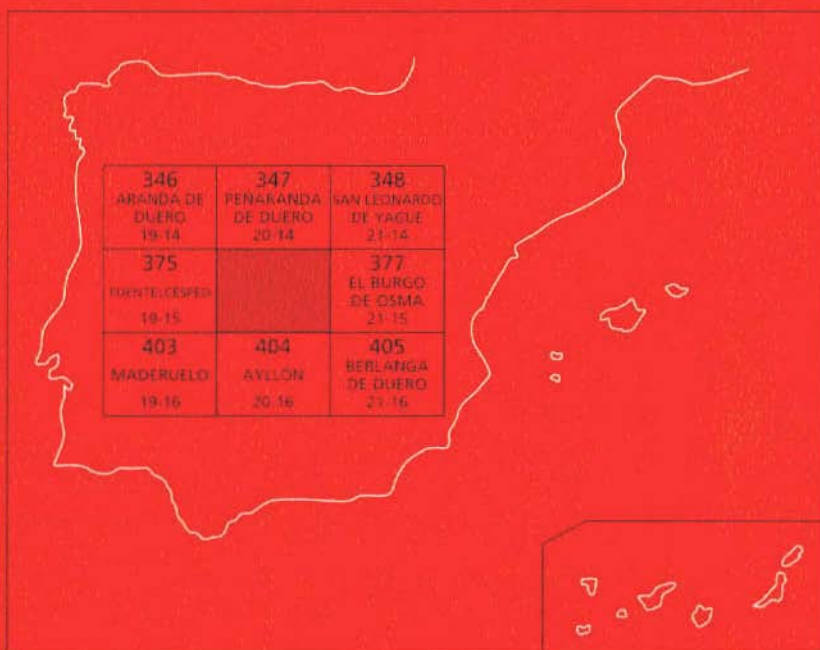 346
ARANDA DE
DUERO
19-14
347
PEÑARANDA
DE DUERO
20-14
348
SAN LEONARDO
DE YAGUE
21-14
375
FUENTELCESPED
19-15
377
EL BURGO
DE OSMA
21-15
403
MADERUELO
19-16
404
AYLLON
20-16
405
BERLANGA
DE DUERO
21-16